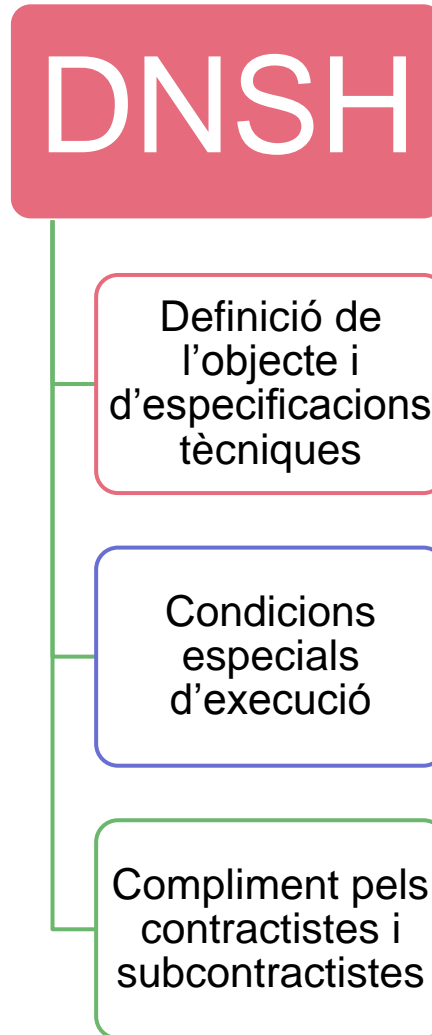 DNSH
Definició de
l’objecte i
d’especificacions
tècniques
Condicions
especials
d’execució
Compliment pels
contractistes i
subcontractistes